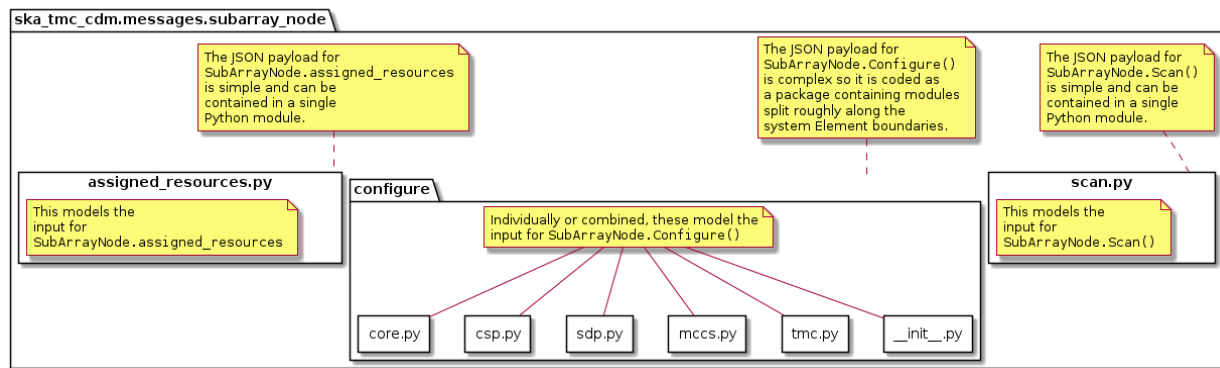 ska_tmc_cdm.messages.subarray_node
The JSON payload for
SubArrayNode.assigned_resources
is simple and can be
contained in a single
Python module.
The JSON payload for
SubArrayNode.Configure()
is complex so it is coded as
a package containing modules
split roughly along the
system Element boundaries.
The JSON payload for
SubArrayNode.Scan()
is simple and can be
contained in a single
Python module.
assigned_resources.py
This models the
input for
SubArrayNode.assigned_resources
configure
Individually or combined, these model the
input for SubArrayNode.Configure()
core.py
csp.py
sdp.py
mccs.py
tmc.py
__init__.py
scan.py
This models the
input for
SubArrayNode.Scan()